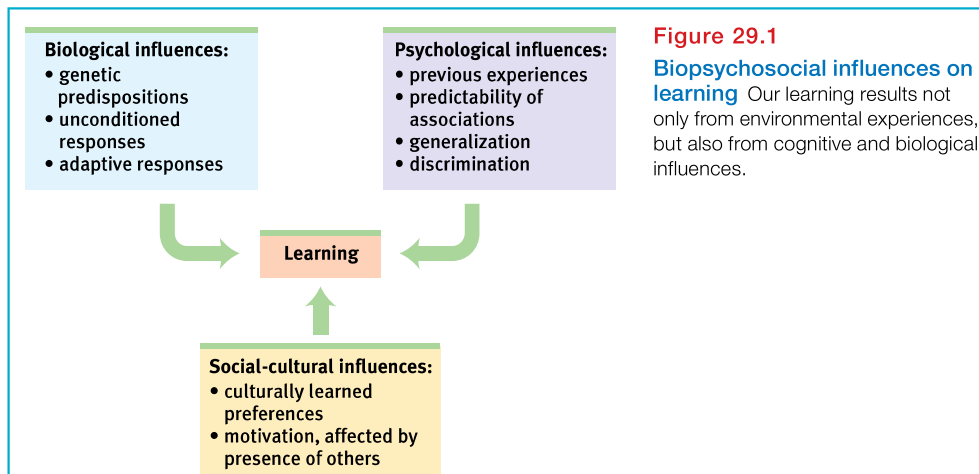 Biological influences:
• genetic
predispositions
• unconditioned
responses
• adaptive responses
Psychological influences:
• previous experiences
• predictability of
associations
• generalization
• discrimination
Figure 29.1
Biopsychosocial influences on
learning Our learning results not
only from environmental experiences,
but also from cognitive and biological
influences.
Learning
Social-cultural influences:
• culturally learned
preferences
• motivation, affected by
presence of others